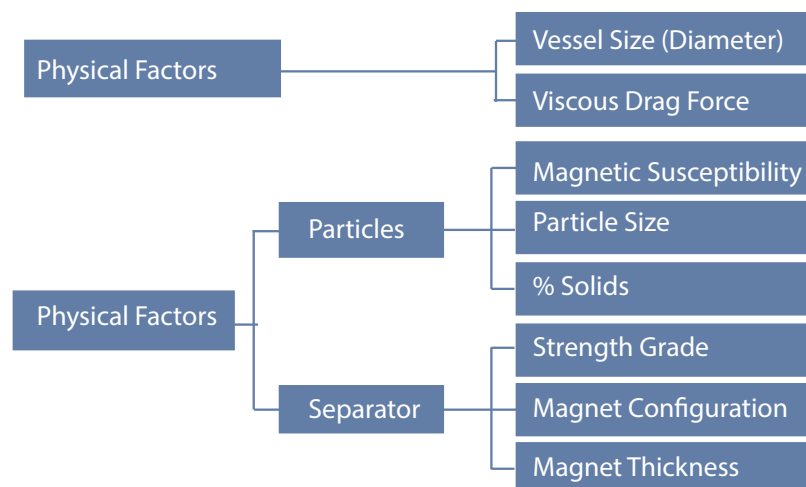 Physical Factors
Vessel Size (Diameter)
Viscous Drag Force
Physical Factors
Particles
Magnetic Susceptibility
Particle Size
% Solids
Separator
Strength Grade
Magnet Configuration
Magnet Thickness